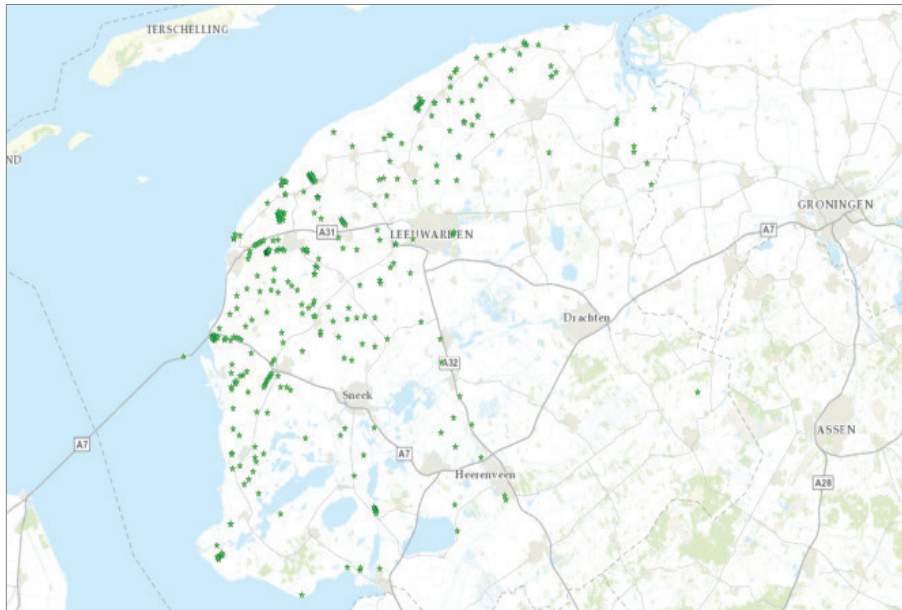 TERSCHELLING
ND
GRONINGEN
A31
LEEUWARDEN
A7
Drachten
A32
Sneek
ASSEN
A7
A7
Heerenveen
A28